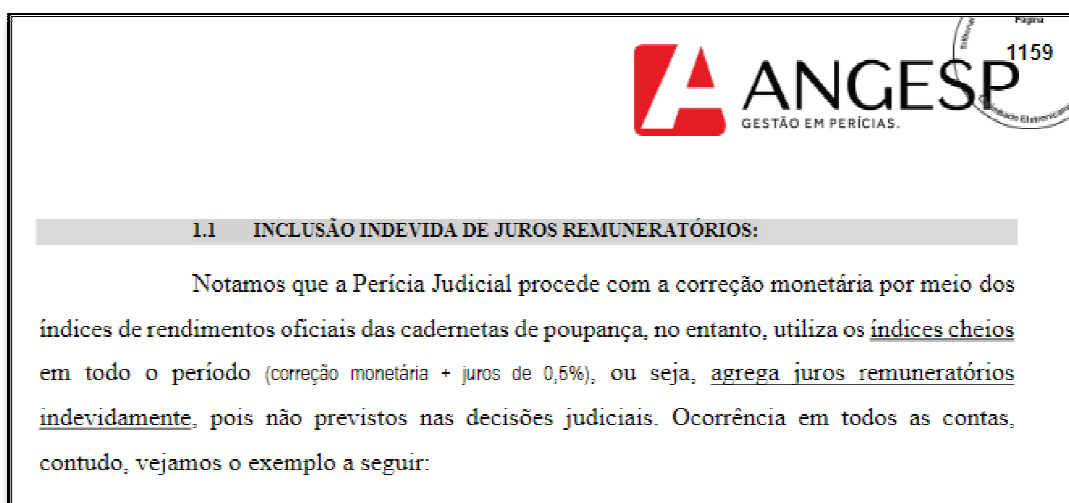 Pagina
1159
Tribunal
ANGESP
GESTÃO EM PERÍCIAS.
1.1 INCLUSÃO INDEVIDA DE JUROS REMUNERATÓRIOS:
Notamos que a Perícia Judicial procede com a correção monetária por meio dos
índices de rendimentos oficiais das cadernetas de poupança, no entanto, utiliza os índices cheios
em todo o período (correção monetária + juros de 0,5%), ou seja, agrega juros remuneratórios
indevidamente, pois não previstos nas decisões judiciais. Ocorrência em todos as contas,
contudo, vejamos o exemplo a seguir: